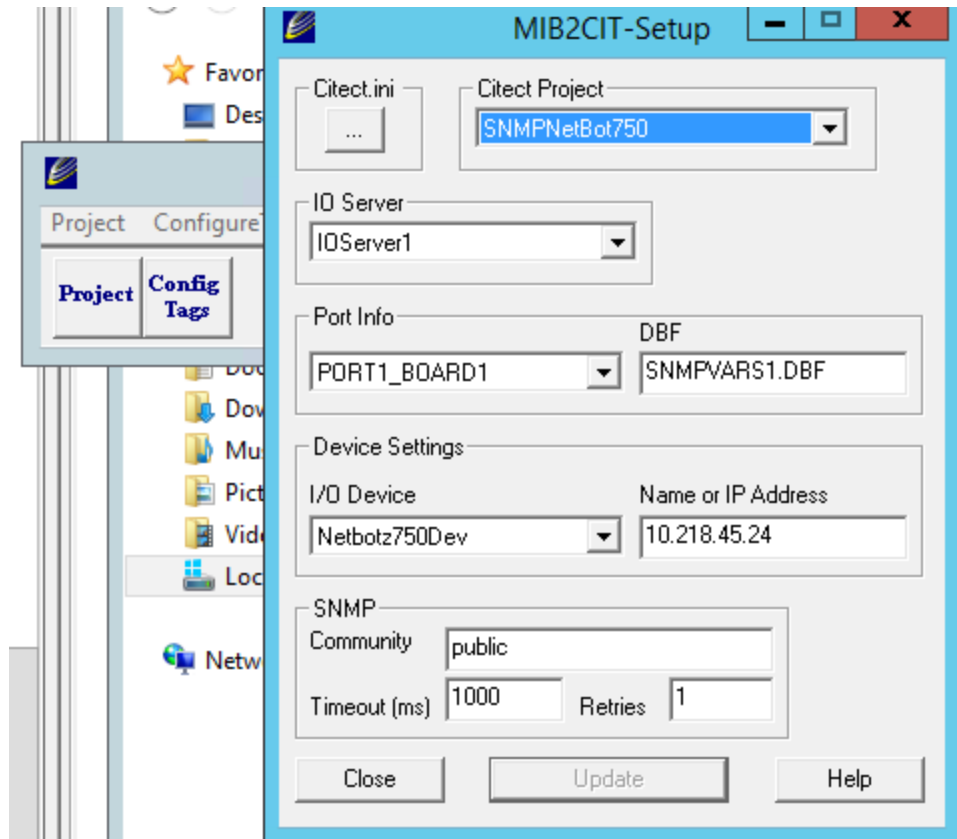 MIB2CIT-Setup
X
Favor
Des
Citect.ini
...
Citect Project
SNMPNetBot750
Project Configure
Project
Config
Tags
IO Server
IOServer1
Port Info
DBF
PORT1_BOARD1
SNMPVARS1.DBF
Dow
Mu
Pict
Vid
Loc
Netw
Device Settings
I/O Device
Name or IP Address
Netbotz750Dev
10.218.45.24
SNMP
Community
public
Timeout (ms)
1000
Retries
1
Close
Update
Help